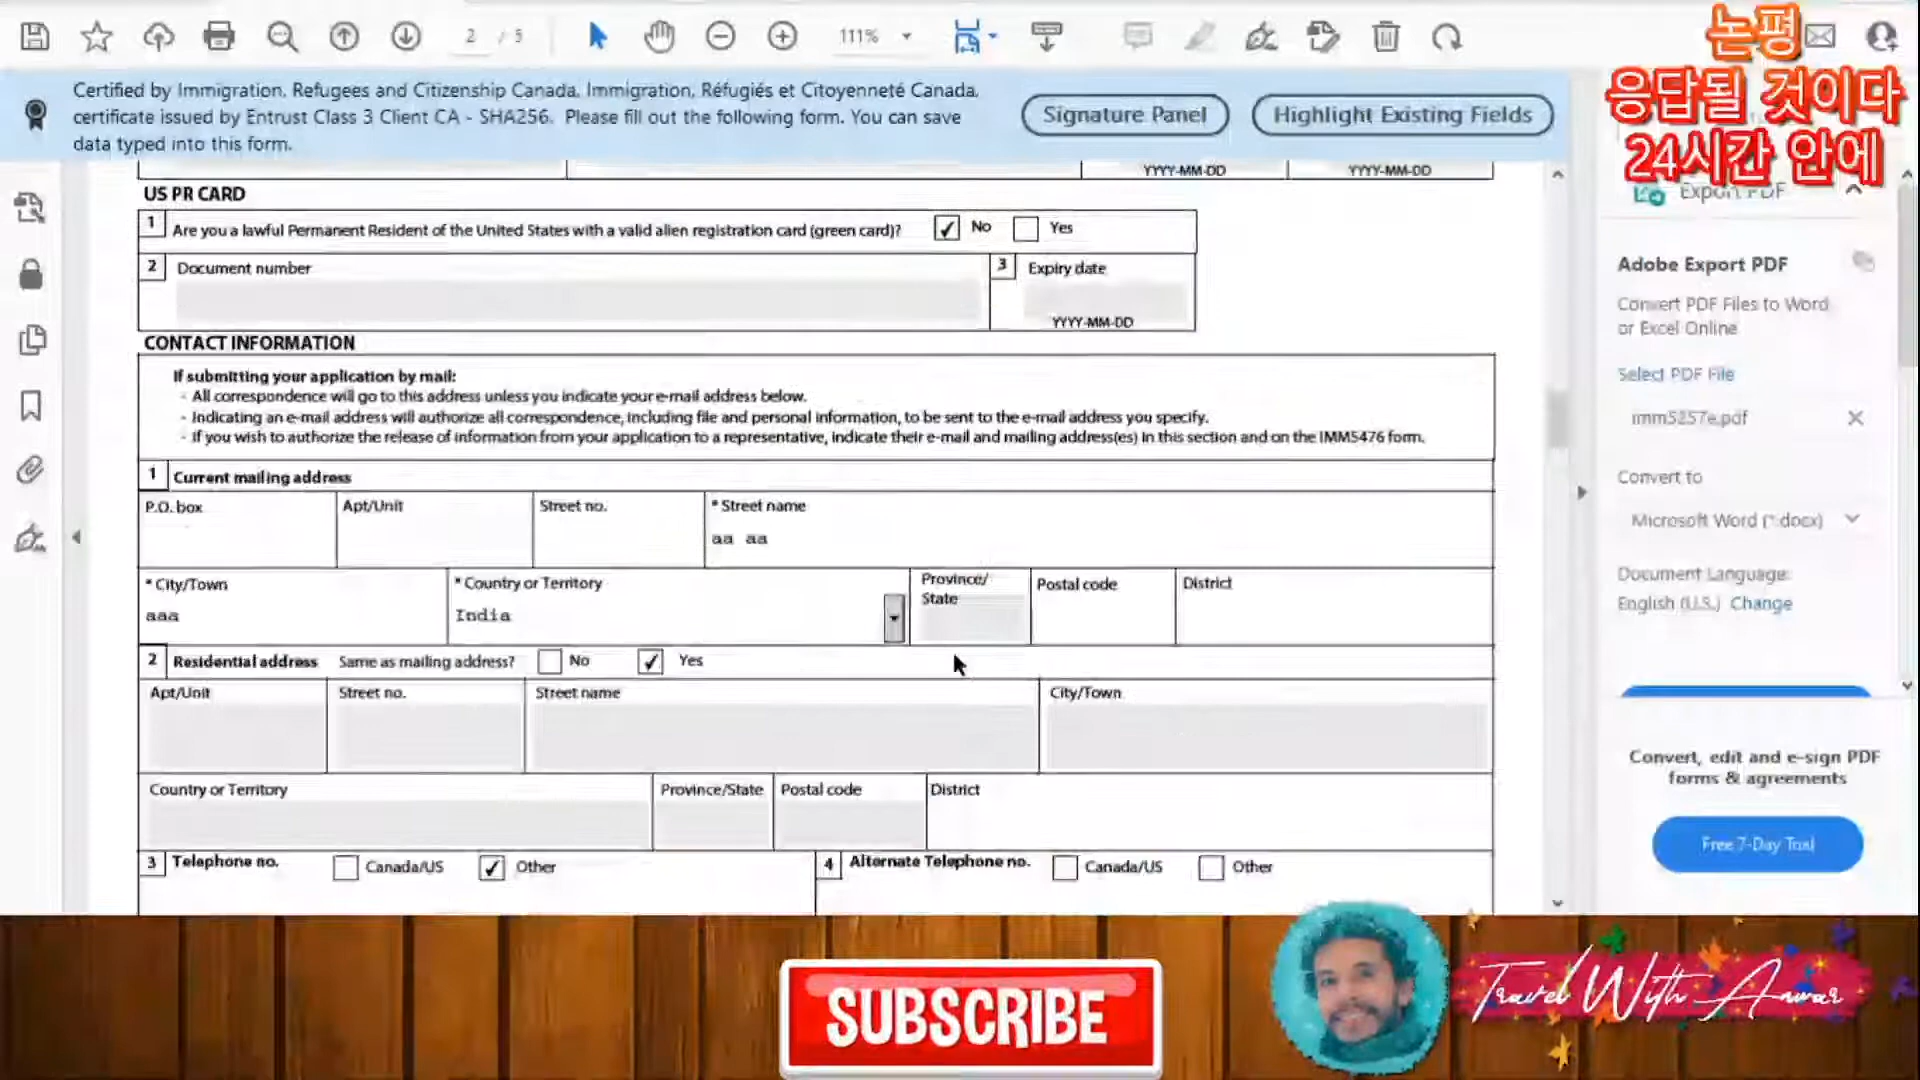 2 / 5
111%
논평
응답될 것이다
24시간 안에
Certified by Immigration, Refugees and Citizenship Canada, Immigration, Réfugiés et Citoyenneté Canada,
certificate issued by Entrust Class 3 Client CA - SHA256. Please fill out the following form. You can save
data typed into this form.
Signature Panel
Highlight Existing Fields
YYYY-MM-DD
YYYY-MM-DD
US PR CARD
1 Are you a lawful Permanent Resident of the United States with a valid alien registration card (green card)? No Yes
2 Document number
3 Expiry date
YYYY-MM-DD
CONTACT INFORMATION
If submitting your application by mail:
- All correspondence will go to this address unless you indicate your e-mail address below.
- Indicating an e-mail address will authorize all correspondence, including file and personal information, to be sent to the e-mail address you specify.
- If you wish to authorize the release of information from your application to a representative, indicate their e-mail and mailing address(es) in this section and on the IMM5476 form.
1 Current mailing address
P.O. box Apt/Unit Street no. * Street name
aa aa
* City/Town * Country or Territory Province/ Postal code District
State
aaa India
2 Residential address Same as mailing address? No Yes
Apt/Unit Street no. Street name City/Town
Country or Territory Province/State Postal code District
3 Telephone no. Canada/US Other
4 Alternate Telephone no. Canada/US Other
Export PDF
Adobe Export PDF
Convert PDF Files to Word
or Excel Online
Select PDF File
imm5257e.pdf
Convert to
Microsoft Word (*.docx)
Document Language:
English (U.S.) Change
Convert, edit and e-sign PDF
forms & agreements
Free 7-Day Trial
SUBSCRIBE
Travel With Anwar